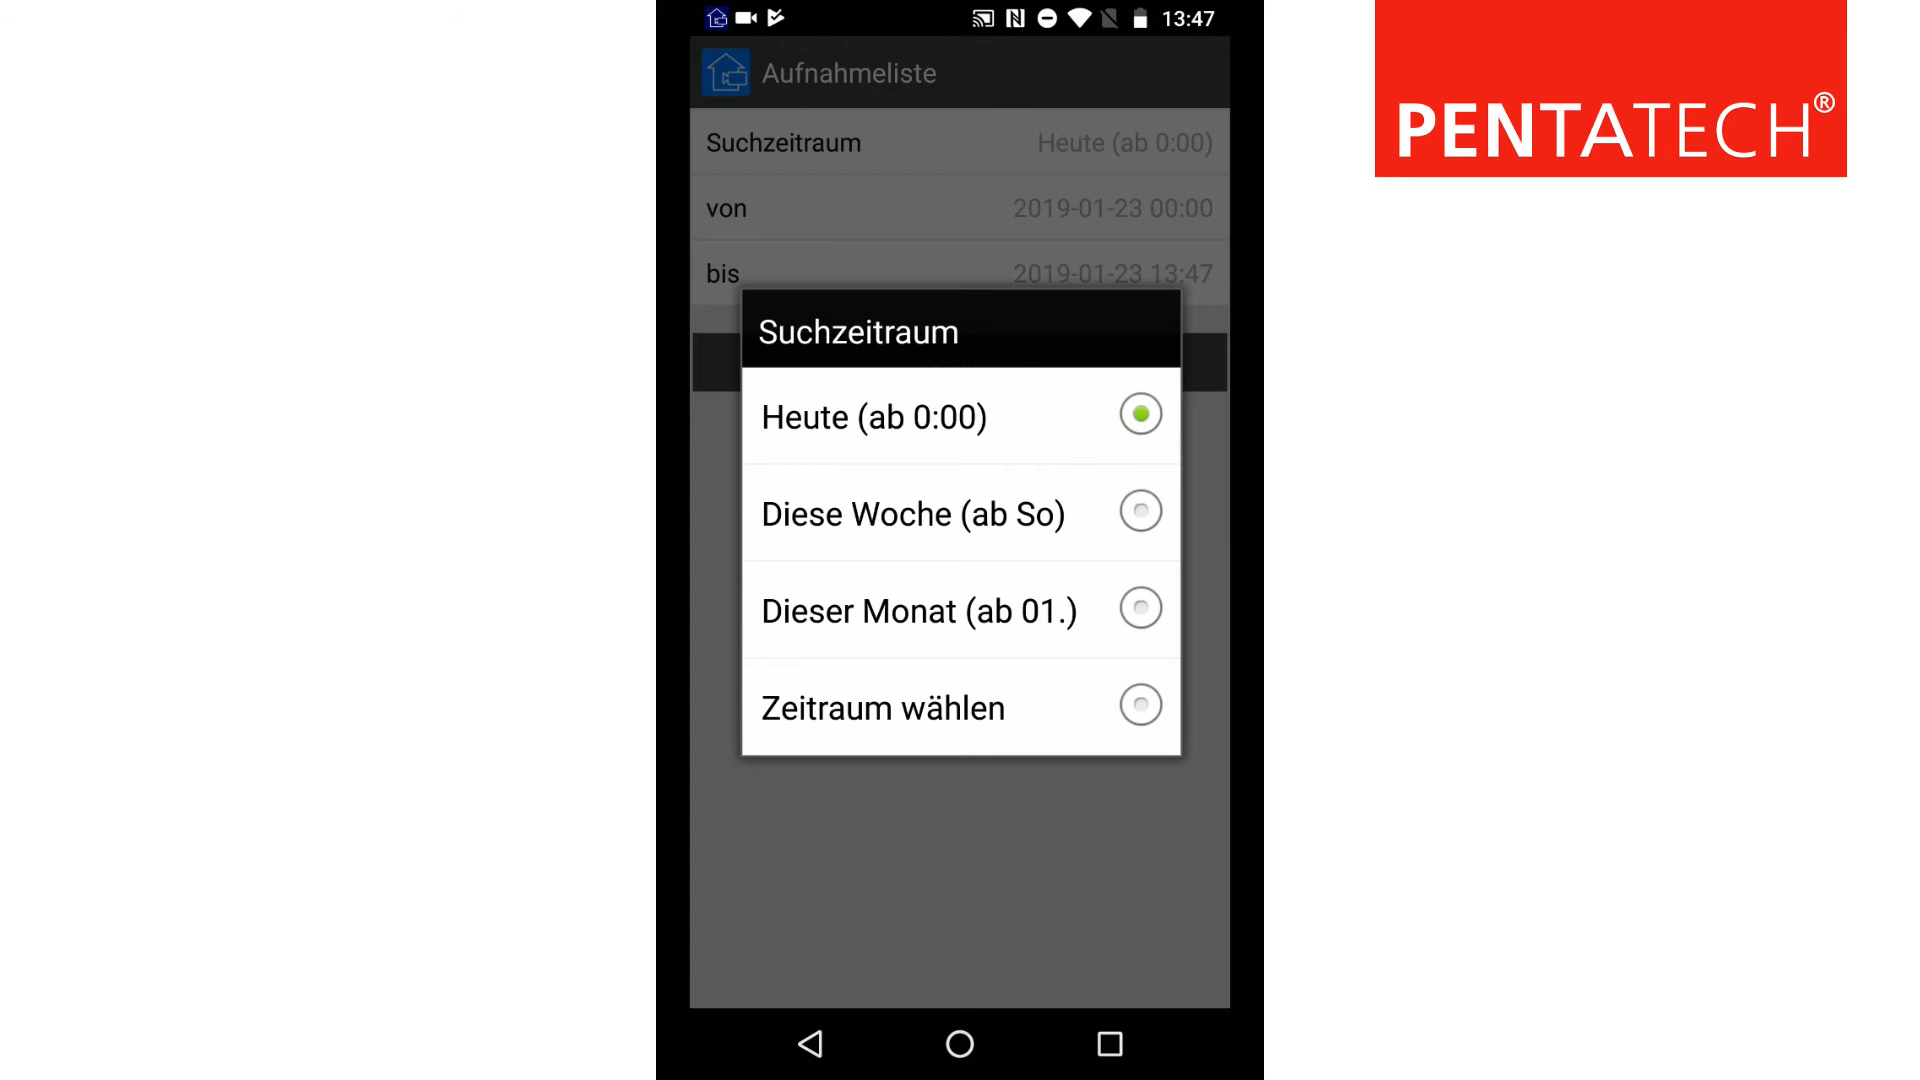 13:47
Aufnahmeliste
Suchzeitraum Heute (ab 0:00)
von 2019-01-23 00:00
bis 2019-01-23 13:47
Suchzeitraum
Heute (ab 0:00)
Diese Woche (ab So)
Dieser Monat (ab 01.)
Zeitraum wählen
PENTATECH®